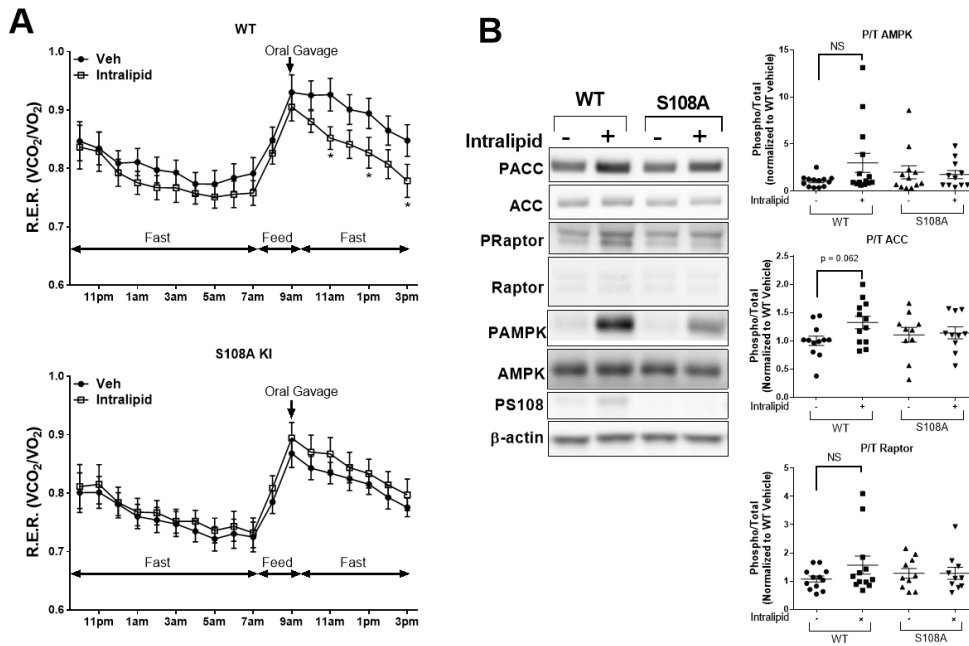 A
WT
Oral Gavage
Veh
Intralipid
R.E.R. (VCO2/VO2)
1.0
0.9
0.8
0.7
0.6
*
*
*
Fast
Feed
Fast
11pm 1am 3am 5am 7am 9am 11am 1pm 3pm
S108A KI
Oral Gavage
Veh
Intralipid
R.E.R. (VCO2/VO2)
1.0
0.9
0.8
0.7
0.6
Fast
Feed
Fast
11pm 1am 3am 5am 7am 9am 11am 1pm 3pm
B
WT S108A
Intralipid - + - +
PACC
ACC
PRaptor
Raptor
PAMPK
AMPK
PS108
β-actin
P/T AMPK
NS
Phospho/Total
(normalized to WT vehicle)
15
10
5
0
Intralipid - + - +
WT S108A
P/T ACC
p = 0.062
Phospho/Total
(Normalized to WT Vehicle)
2.5
2.0
1.5
1.0
0.5
0.0
Intralipid - + - +
WT S108A
P/T Raptor
NS
Phospho/Total
(Normalized to WT Vehicle)
5
4
3
2
1
0
Intralipid - + - +
WT S108A